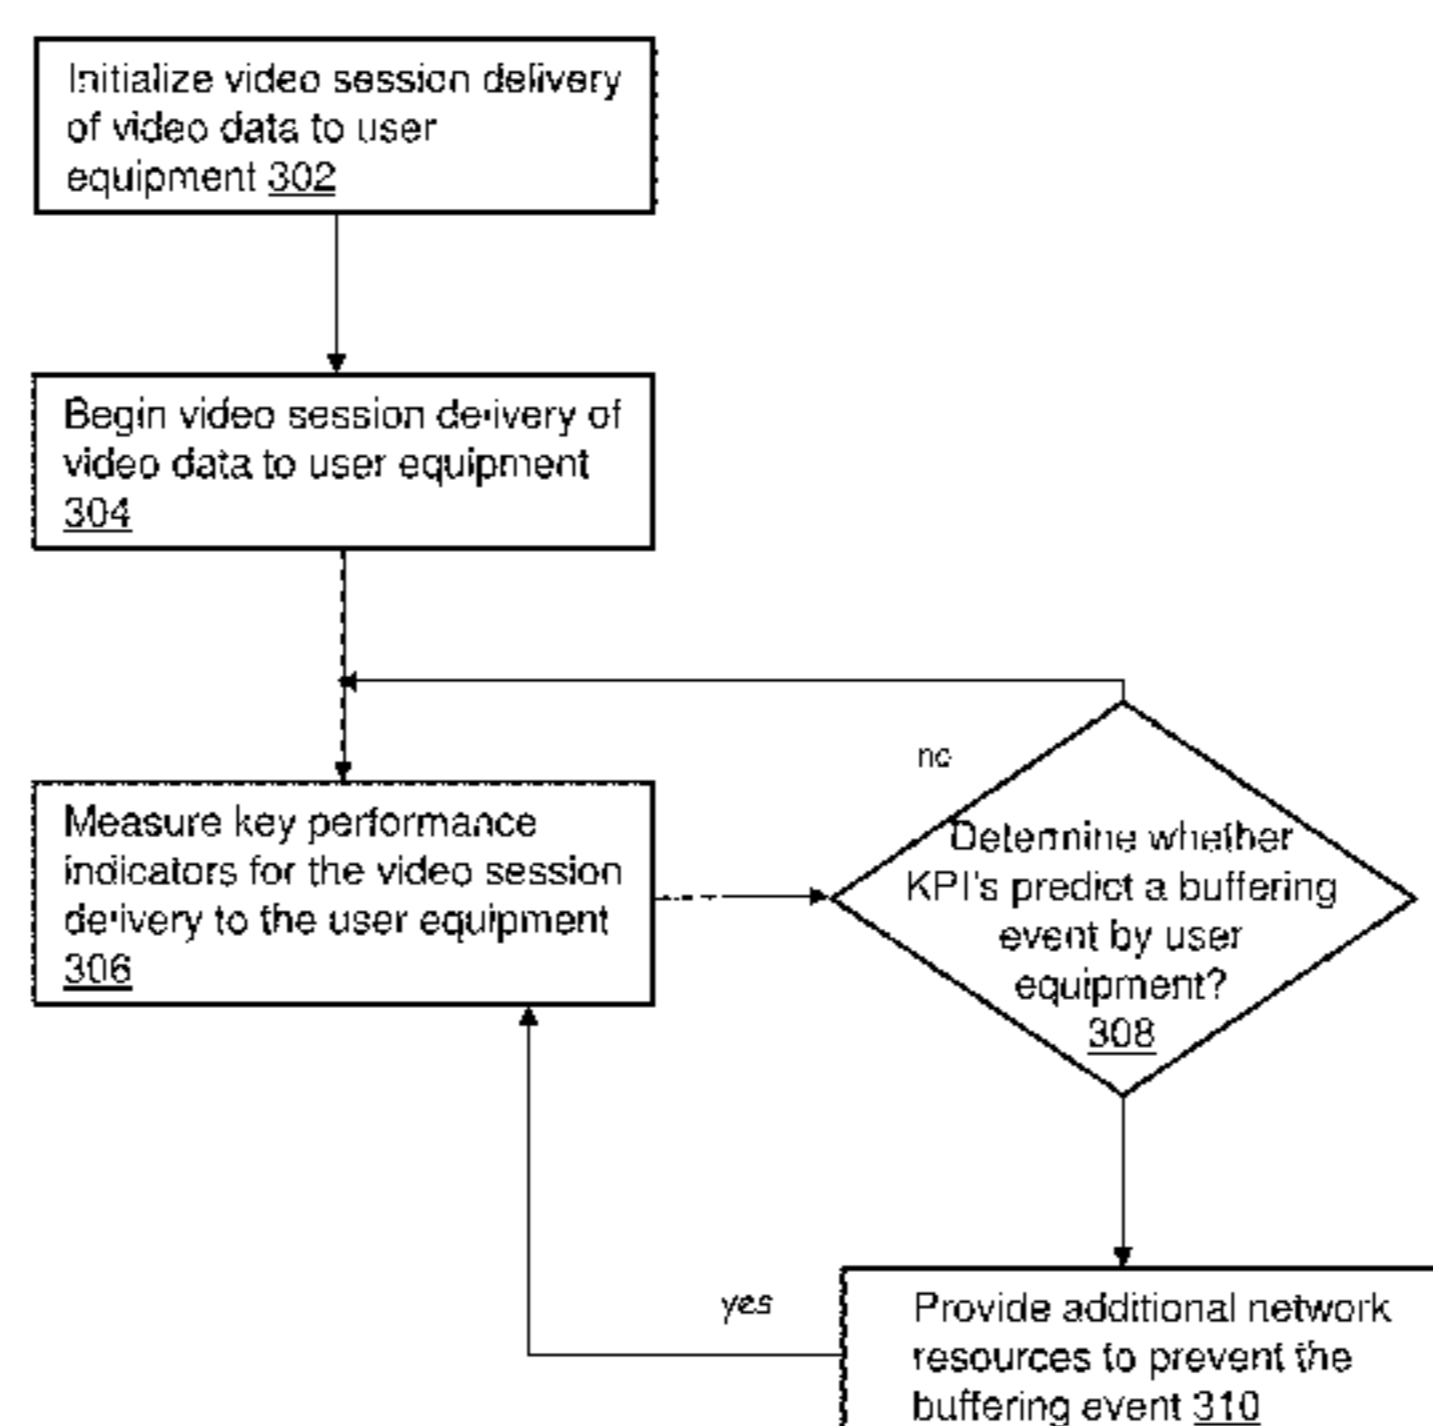 Initialize video session delivery
of video data to user
equipment 302
Begin video session delivery of
video data to user equipment
304
no
Measure key performance
indicators for the video session
delivery to the user equipment
306
Determine whether
KPI's predict a buffering
event by user
equipment?
308
yes
Provide additional network
resources to prevent the
buffering event 310